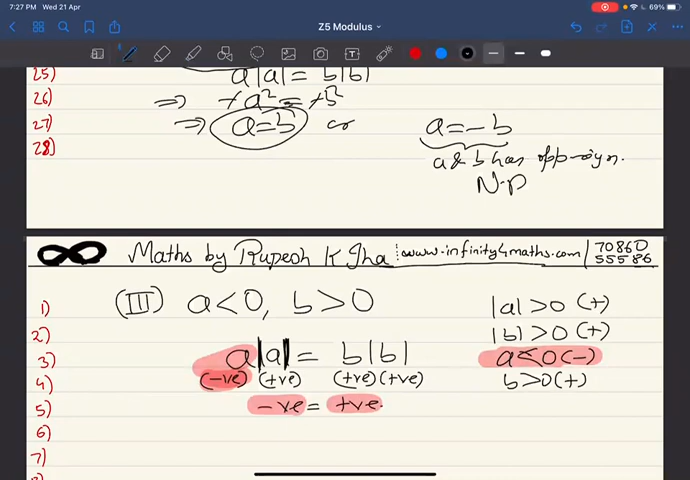 7:27 PM Wed 21 Apr
69%
Z5 Modulus
25) a|a| = b|b|
26) => +a² = +b²
27) => a=b or a=-b
28) a & b has opp sign.
N.P
Maths by Rupesh K Jha www.infinity4maths.com / 70860 55586
1) (III) a<0, b>0 |a|>0 (+)
2) |b|>0 (+)
3) a|a| = b|b| a<0(-)
4) (-ve) (+ve) (+ve)(+ve) b>0(+)
5) -ve = +ve.
6)
7)